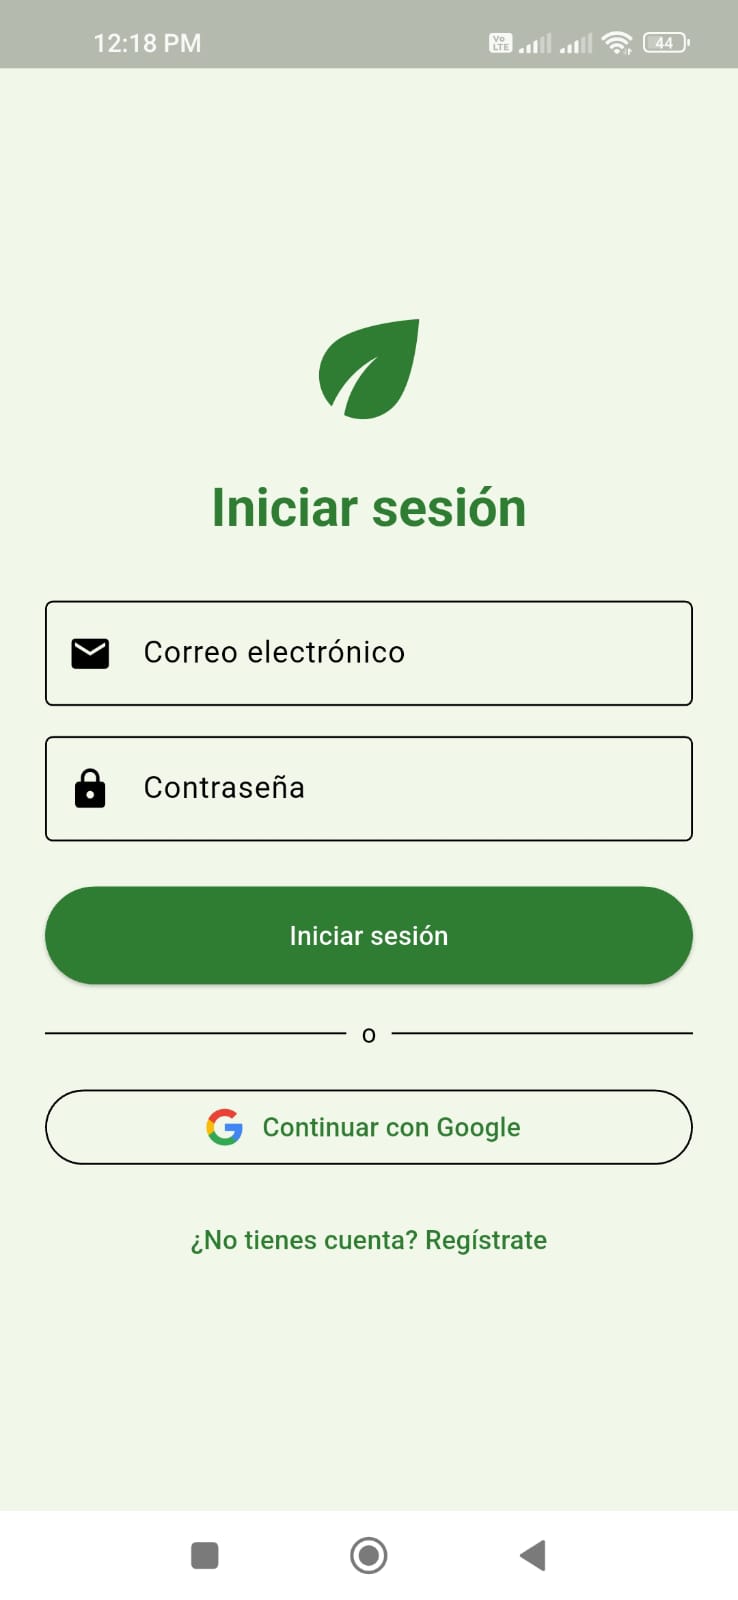 12:18 PM
Vo LTE
44
Iniciar sesión
Correo electrónico
Contraseña
Iniciar sesión
o
Continuar con Google
¿No tienes cuenta? Regístrate